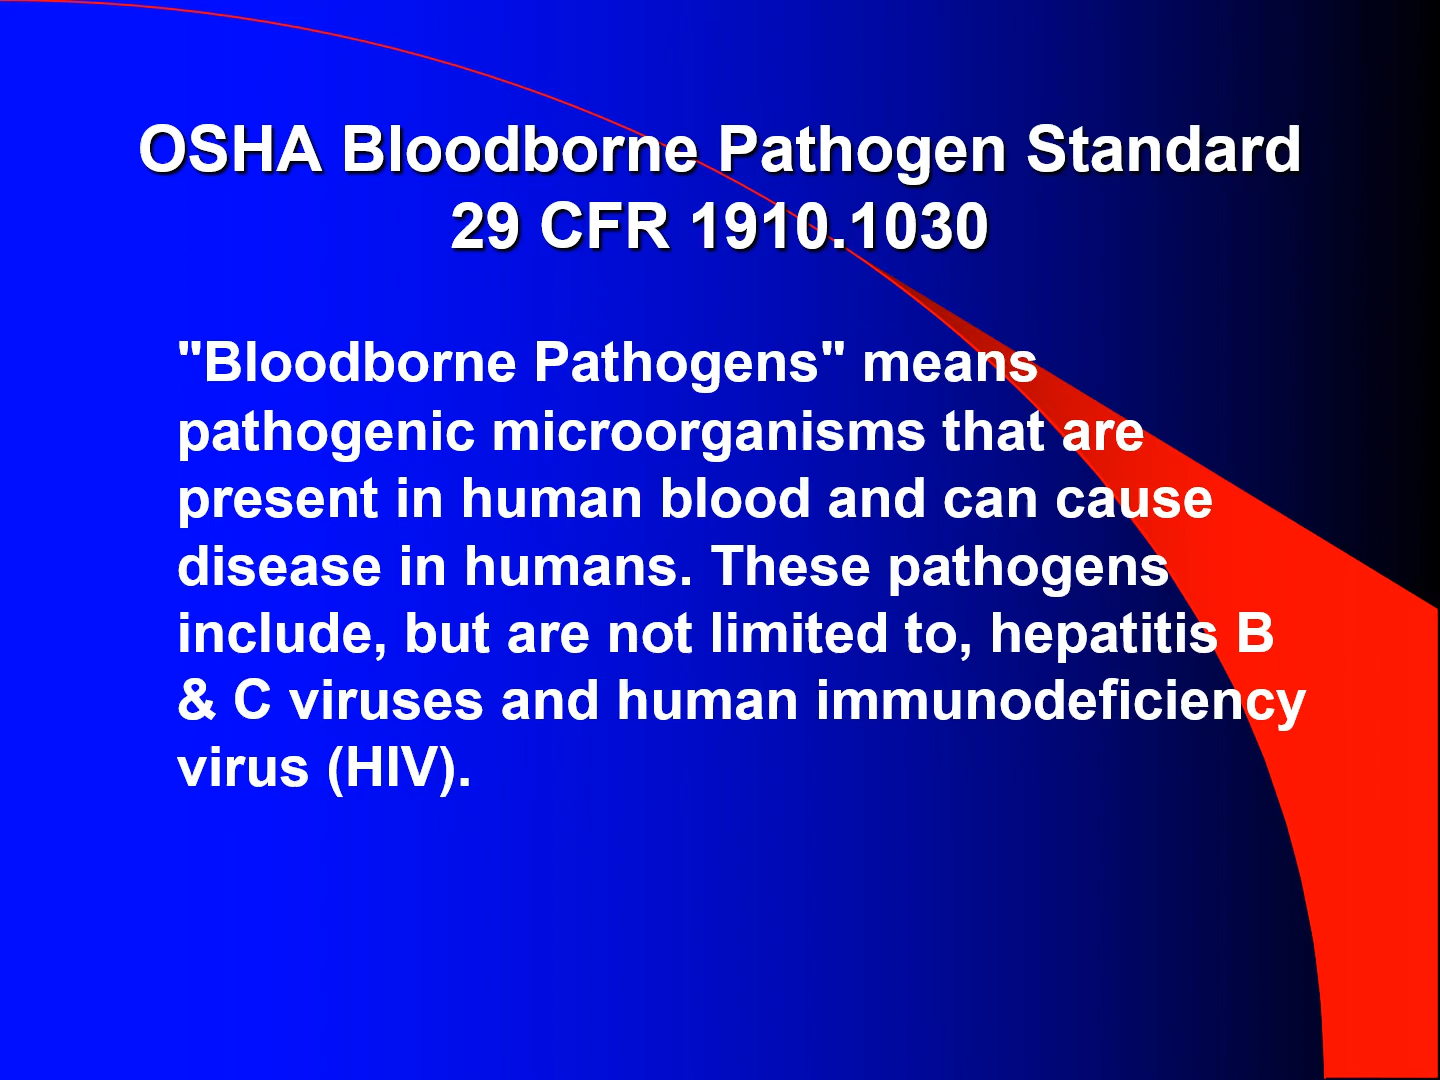 OSHA Bloodborne Pathogen Standard
29 CFR 1910.1030
"Bloodborne Pathogens" means
pathogenic microorganisms that are
present in human blood and can cause
disease in humans. These pathogens
include, but are not limited to, hepatitis B
& C viruses and human immunodeficiency
virus (HIV).